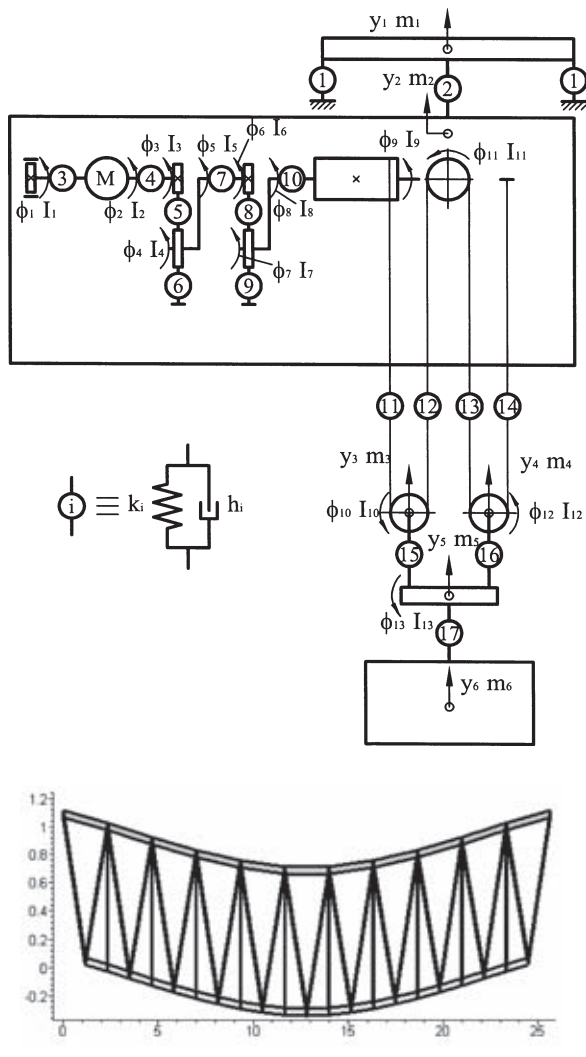 y₁ m₁
1 2 1
y₂ m₂
ϕ₃ I₃ ϕ₅ I₅ ϕ₆ I₆ ϕ₉ I₉ ϕ₁₁ I₁₁
3 M 4 7 10
ϕ₁ I₁ ϕ₂ I₂ ϕ₈ I₈
5 8
ϕ₄ I₄ ϕ₇ I₇
6 9
11 12 13 14
y₃ m₃ y₄ m₄
i ≡ kᵢ hᵢ
ϕ₁₀ I₁₀ ϕ₁₂ I₁₂
15 y₅ m₅ 16
ϕ₁₃ I₁₃
17
y₆ m₆
1.2
1
0.8
0.6
0.4
0.2
0
-0.2
0 5 10 15 20 25